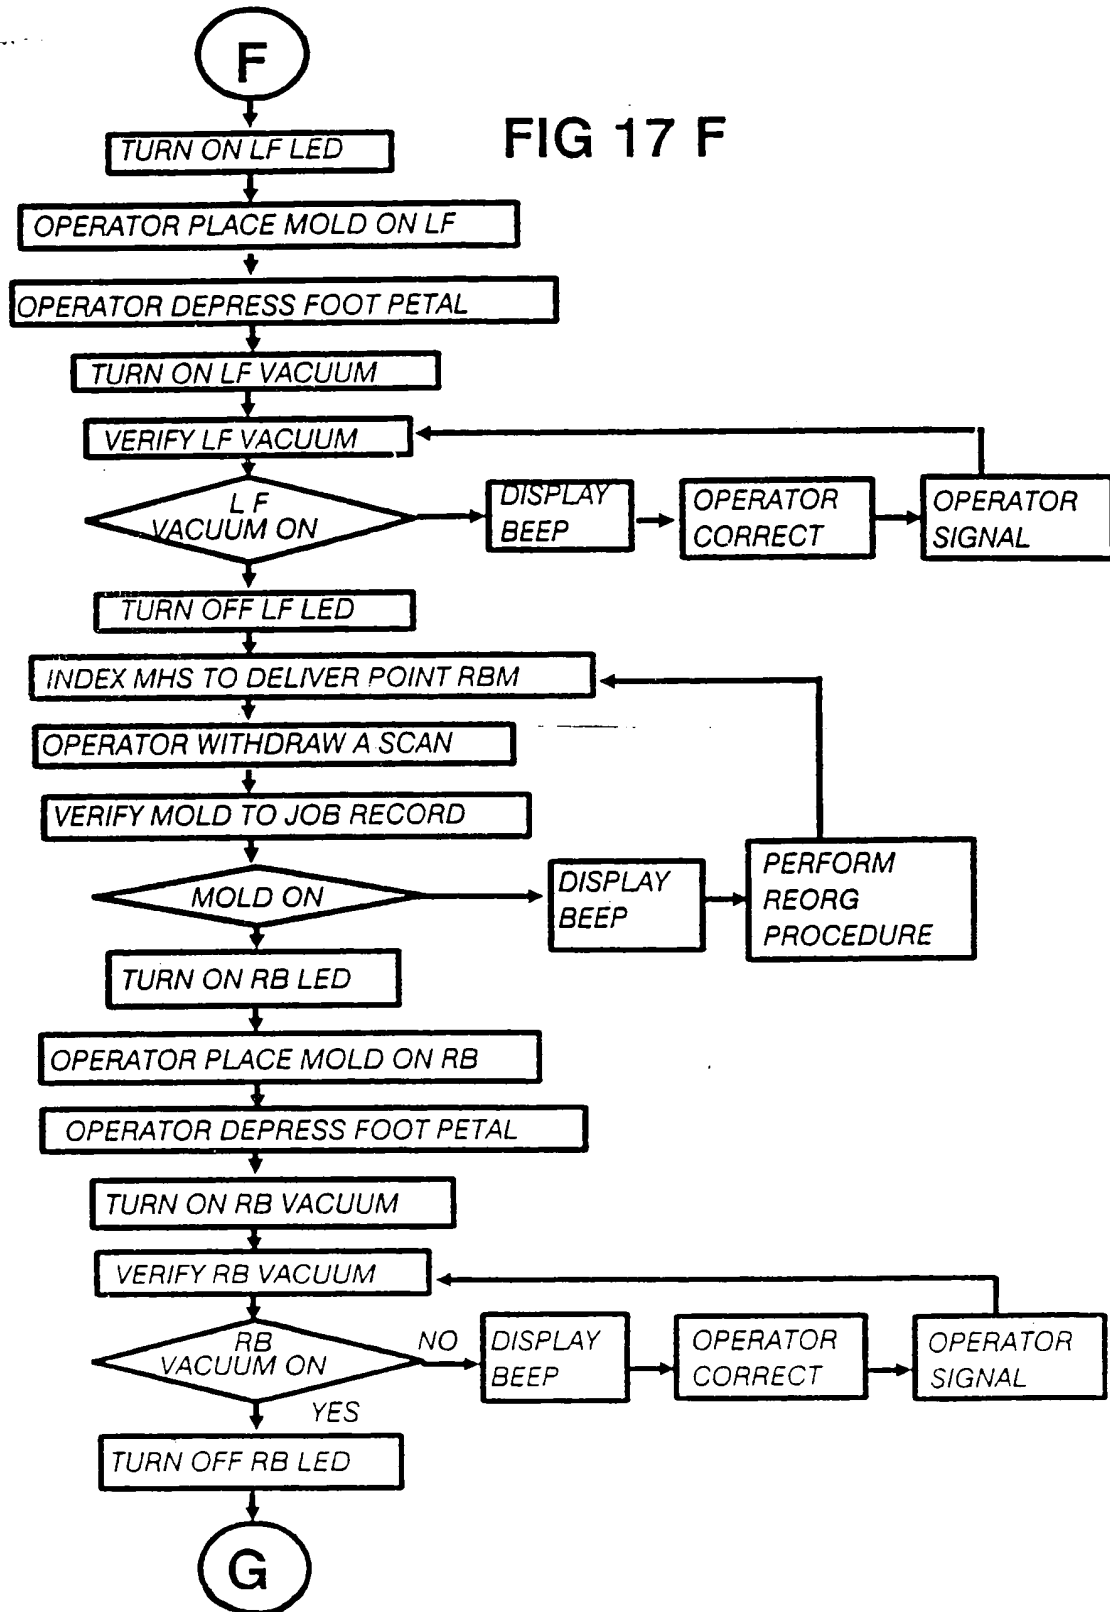 F
FIG 17 F
TURN ON LF LED
OPERATOR PLACE MOLD ON LF
OPERATOR DEPRESS FOOT PETAL
TURN ON LF VACUUM
VERIFY LF VACUUM
L F
VACUUM ON
DISPLAY
BEEP
OPERATOR
CORRECT
OPERATOR
SIGNAL
TURN OFF LF LED
INDEX MHS TO DELIVER POINT RBM
OPERATOR WITHDRAW A SCAN
VERIFY MOLD TO JOB RECORD
MOLD ON
DISPLAY
BEEP
PERFORM
REORG
PROCEDURE
TURN ON RB LED
OPERATOR PLACE MOLD ON RB
OPERATOR DEPRESS FOOT PETAL
TURN ON RB VACUUM
VERIFY RB VACUUM
RB
VACUUM ON
NO
YES
DISPLAY
BEEP
OPERATOR
CORRECT
OPERATOR
SIGNAL
TURN OFF RB LED
G